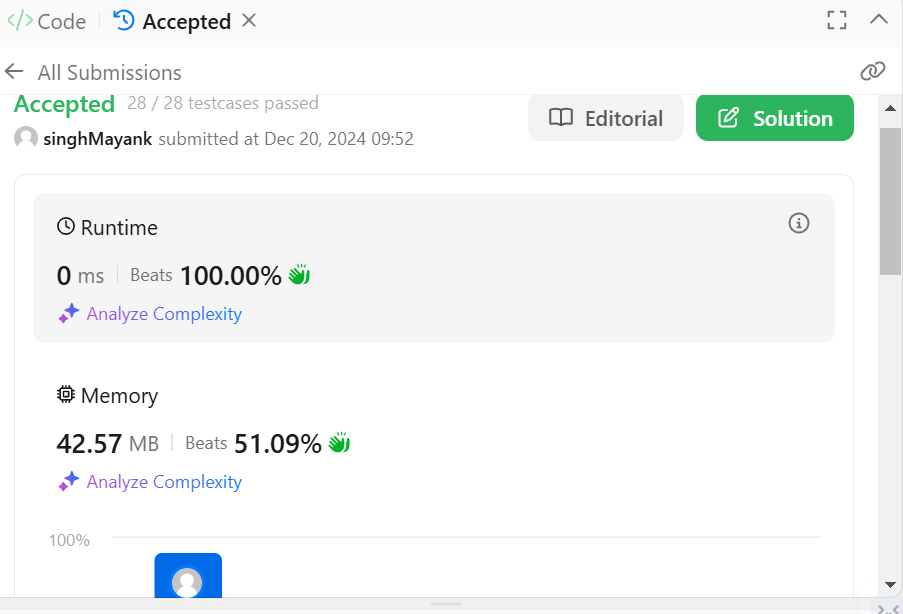 </> Code Accepted
All Submissions
Accepted 28 / 28 testcases passed
Editorial Solution
singhMayank submitted at Dec 20, 2024 09:52
Runtime
0 ms Beats 100.00%
Analyze Complexity
Memory
42.57 MB Beats 51.09%
Analyze Complexity
100%